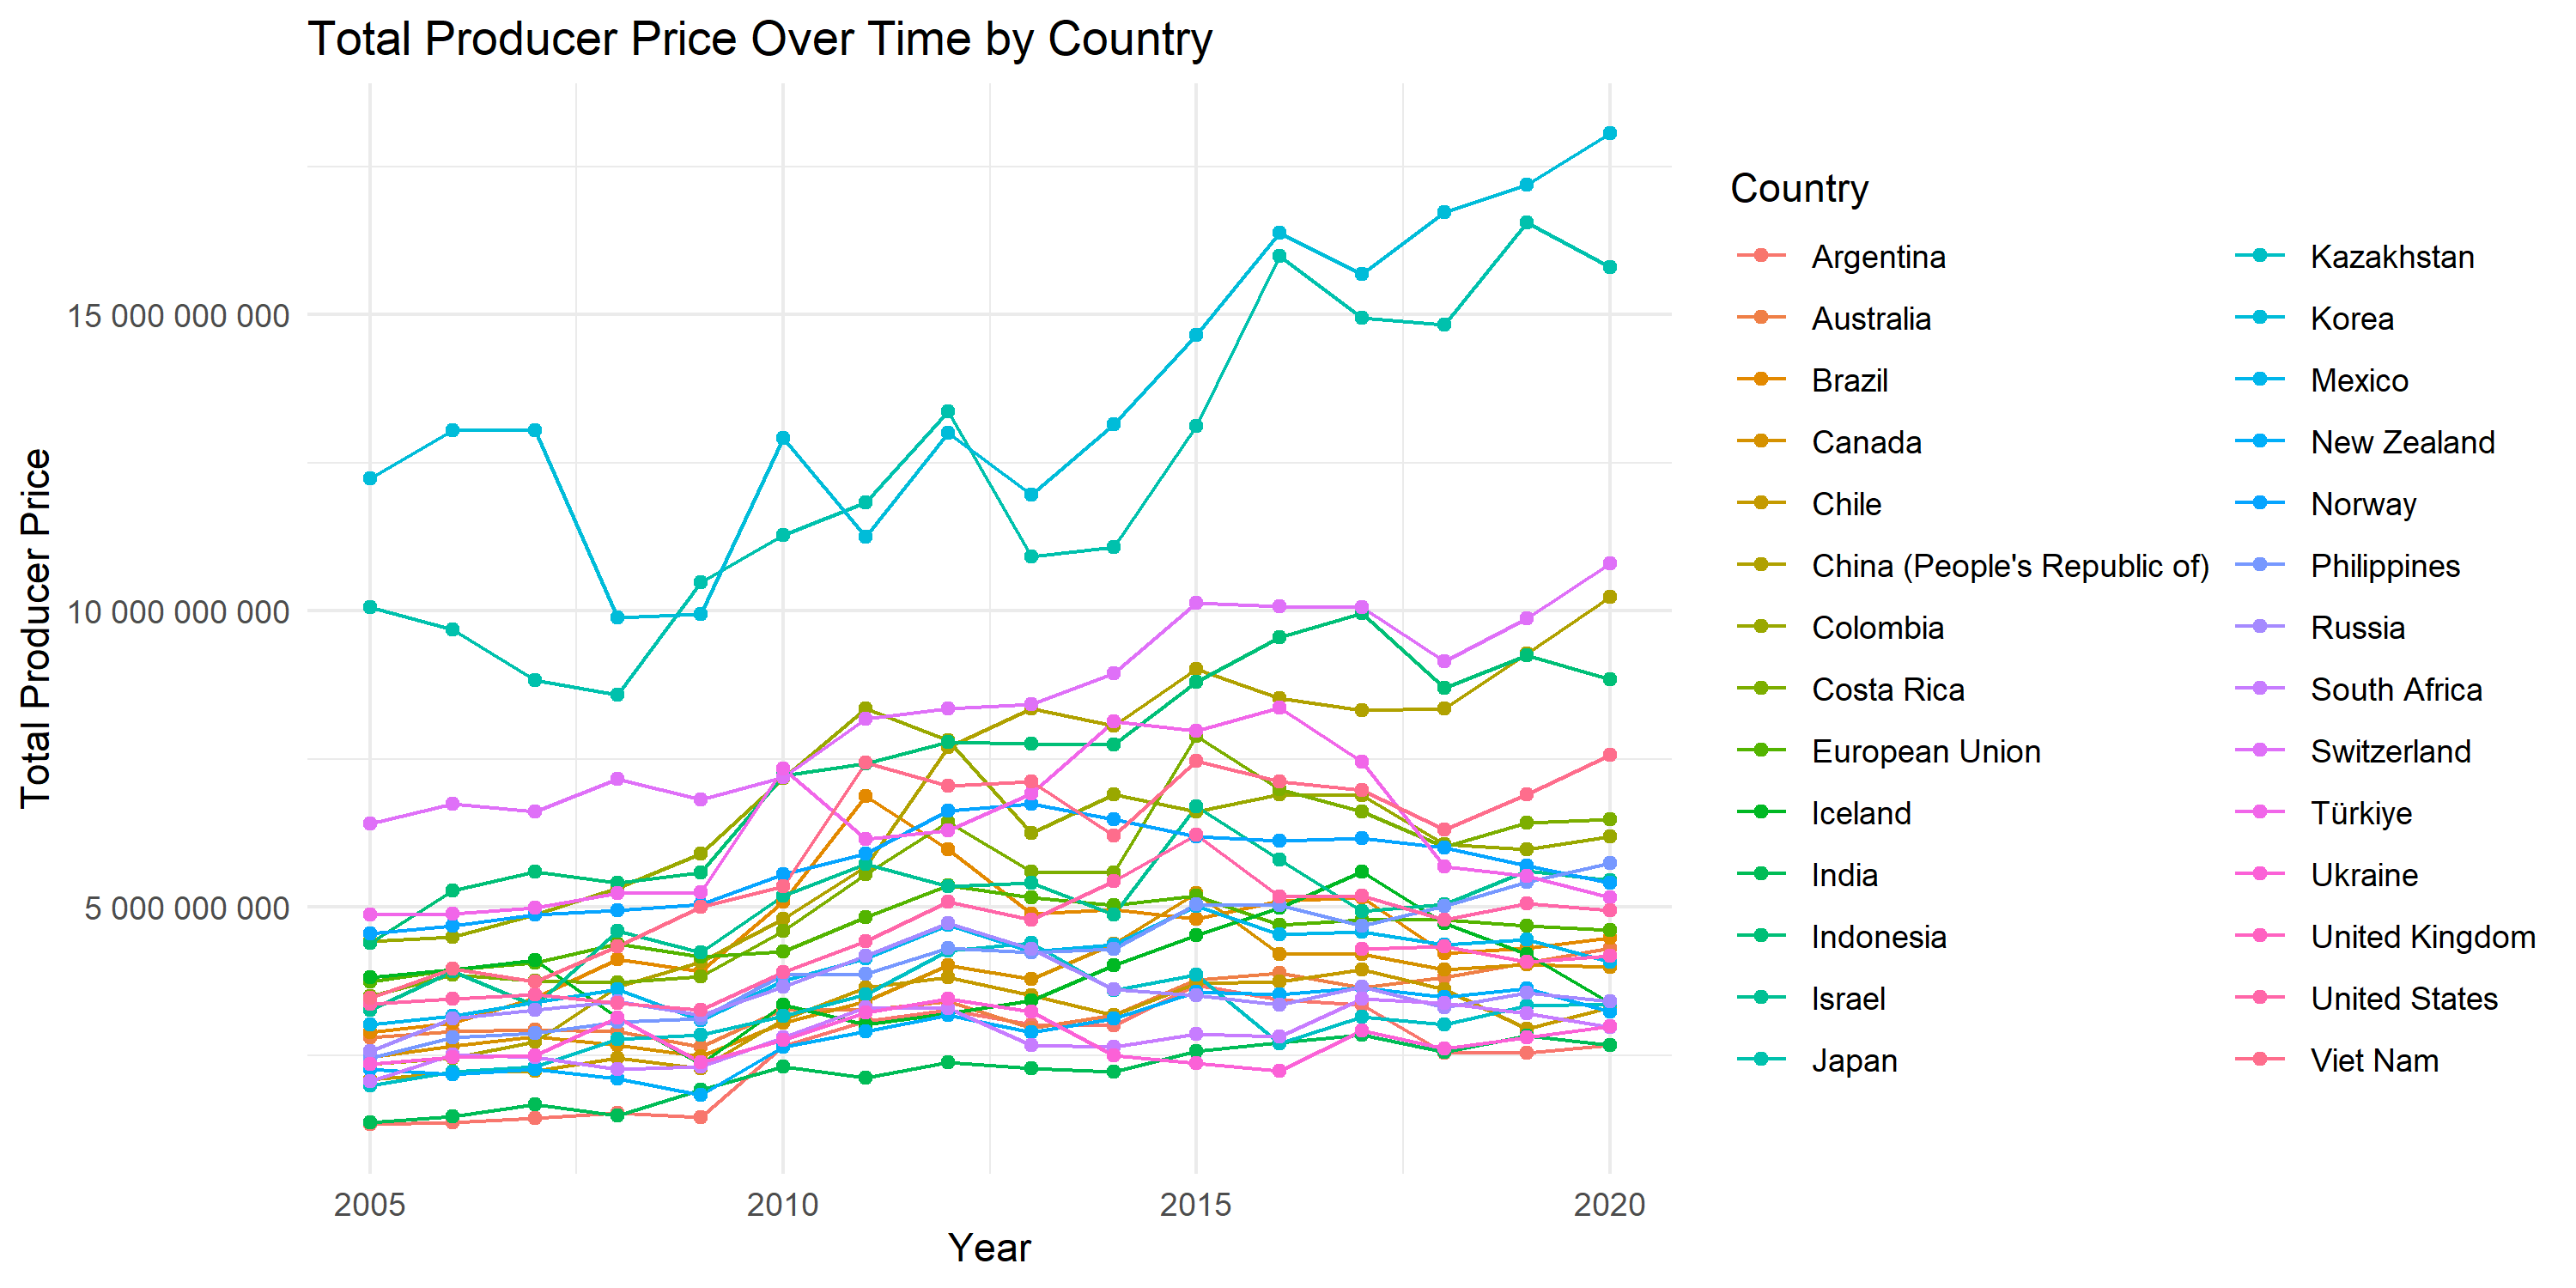 Total Producer Price Over Time by Country
Total Producer Price
15 000 000 000
10 000 000 000
5 000 000 000
2005
2010
2015
2020
Year
Country
Argentina
Australia
Brazil
Canada
Chile
China (People's Republic of)
Colombia
Costa Rica
European Union
Iceland
India
Indonesia
Israel
Japan
Kazakhstan
Korea
Mexico
New Zealand
Norway
Philippines
Russia
South Africa
Switzerland
Türkiye
Ukraine
United Kingdom
United States
Viet Nam